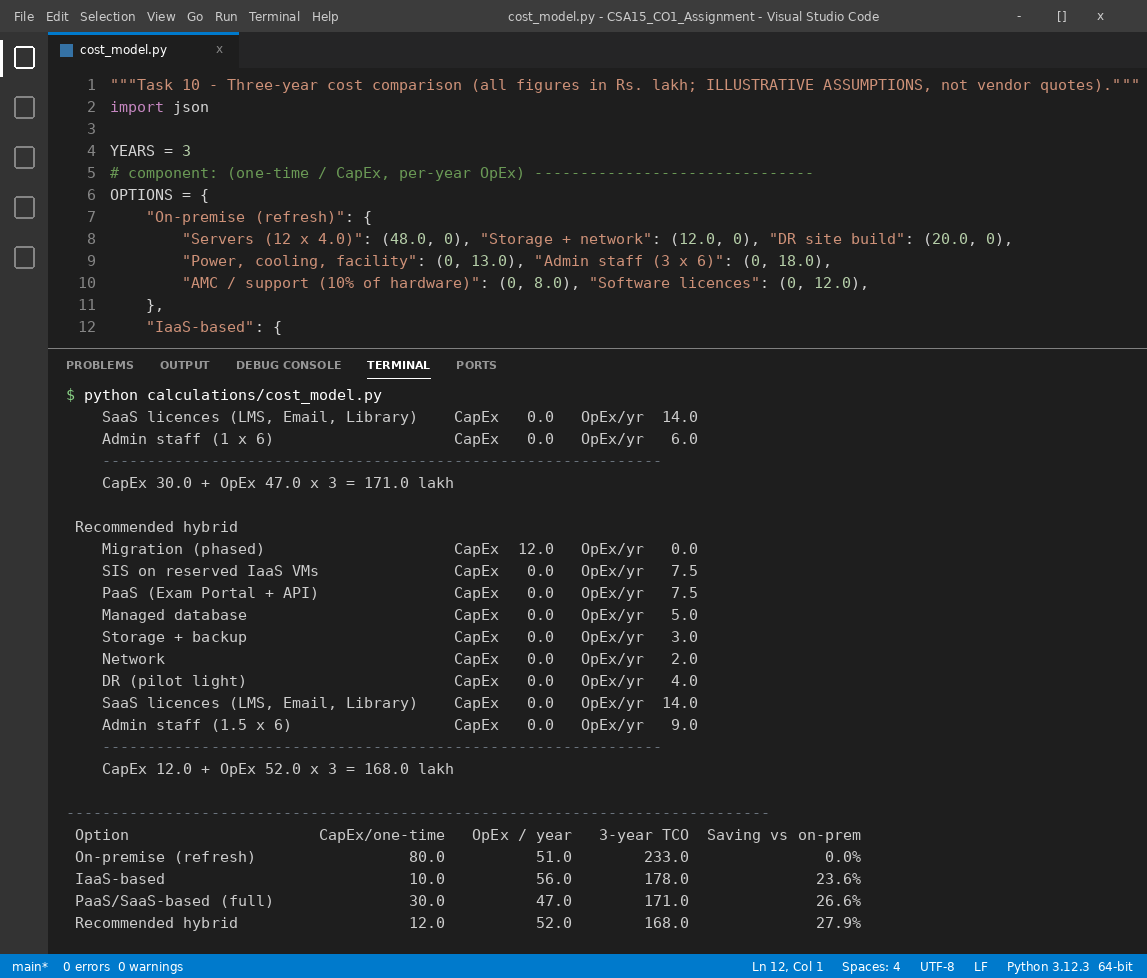 File Edit Selection View Go Run Terminal Help cost_model.py - CSA15_CO1_Assignment - Visual Studio Code - [] x
cost_model.py x
1 """Task 10 - Three-year cost comparison (all figures in Rs. lakh; ILLUSTRATIVE ASSUMPTIONS, not vendor quotes)."""
2 import json
3
4 YEARS = 3
5 # component: (one-time / CapEx, per-year OpEx) -------------------------------
6 OPTIONS = {
7     "On-premise (refresh)": {
8         "Servers (12 x 4.0)": (48.0, 0), "Storage + network": (12.0, 0), "DR site build": (20.0, 0),
9         "Power, cooling, facility": (0, 13.0), "Admin staff (3 x 6)": (0, 18.0),
10         "AMC / support (10% of hardware)": (0, 8.0), "Software licences": (0, 12.0),
11     },
12     "IaaS-based": {
PROBLEMS OUTPUT DEBUG CONSOLE TERMINAL PORTS
$ python calculations/cost_model.py
    SaaS licences (LMS, Email, Library)    CapEx   0.0   OpEx/yr  14.0
    Admin staff (1 x 6)                    CapEx   0.0   OpEx/yr   6.0
    --------------------------------------------------------------
    CapEx 30.0 + OpEx 47.0 x 3 = 171.0 lakh
 Recommended hybrid
    Migration (phased)                     CapEx  12.0   OpEx/yr   0.0
    SIS on reserved IaaS VMs               CapEx   0.0   OpEx/yr   7.5
    PaaS (Exam Portal + API)               CapEx   0.0   OpEx/yr   7.5
    Managed database                       CapEx   0.0   OpEx/yr   5.0
    Storage + backup                       CapEx   0.0   OpEx/yr   3.0
    Network                                CapEx   0.0   OpEx/yr   2.0
    DR (pilot light)                       CapEx   0.0   OpEx/yr   4.0
    SaaS licences (LMS, Email, Library)    CapEx   0.0   OpEx/yr  14.0
    Admin staff (1.5 x 6)                  CapEx   0.0   OpEx/yr   9.0
    --------------------------------------------------------------
    CapEx 12.0 + OpEx 52.0 x 3 = 168.0 lakh
------------------------------------------------------------------------------
 Option                     CapEx/one-time   OpEx / year   3-year TCO  Saving vs on-prem
 On-premise (refresh)                 80.0          51.0        233.0               0.0%
 IaaS-based                           10.0          56.0        178.0              23.6%
 PaaS/SaaS-based (full)               30.0          47.0        171.0              26.6%
 Recommended hybrid                   12.0          52.0        168.0              27.9%
main* 0 errors 0 warnings Ln 12, Col 1 Spaces: 4 UTF-8 LF Python 3.12.3 64-bit